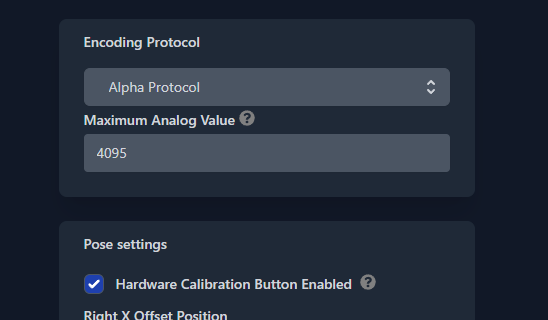 Encoding Protocol
Alpha Protocol
Maximum Analog Value ?
4095
Pose settings
Hardware Calibration Button Enabled ?
Right X Offset Position